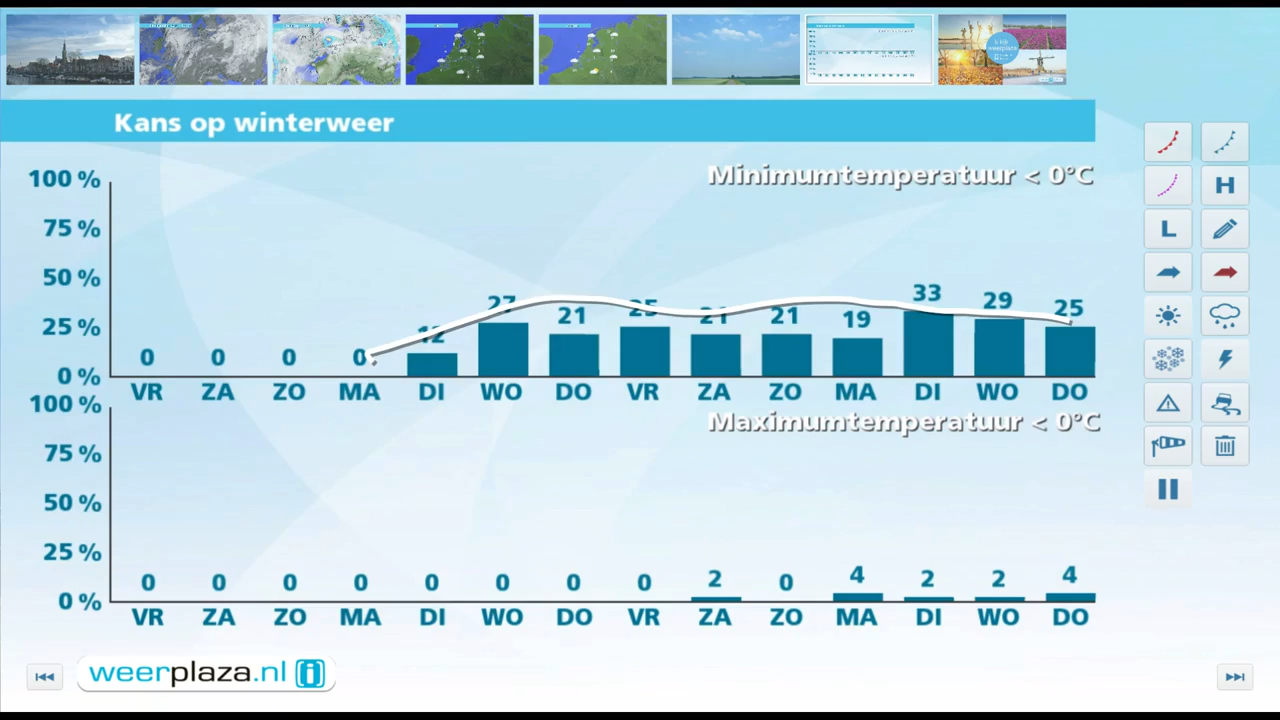 Kans op winterweer
Minimumtemperatuur < 0°C
100 %
75 %
50 %
25 %
0 %
0 0 0 0 12 27 21 25 21 21 19 33 29 25
VR ZA ZO MA DI WO DO VR ZA ZO MA DI WO DO
Maximumtemperatuur < 0°C
100 %
75 %
50 %
25 %
0 %
0 0 0 0 0 0 0 0 2 0 4 2 2 4
VR ZA ZO MA DI WO DO VR ZA ZO MA DI WO DO
H
L
weerplaza.nl i